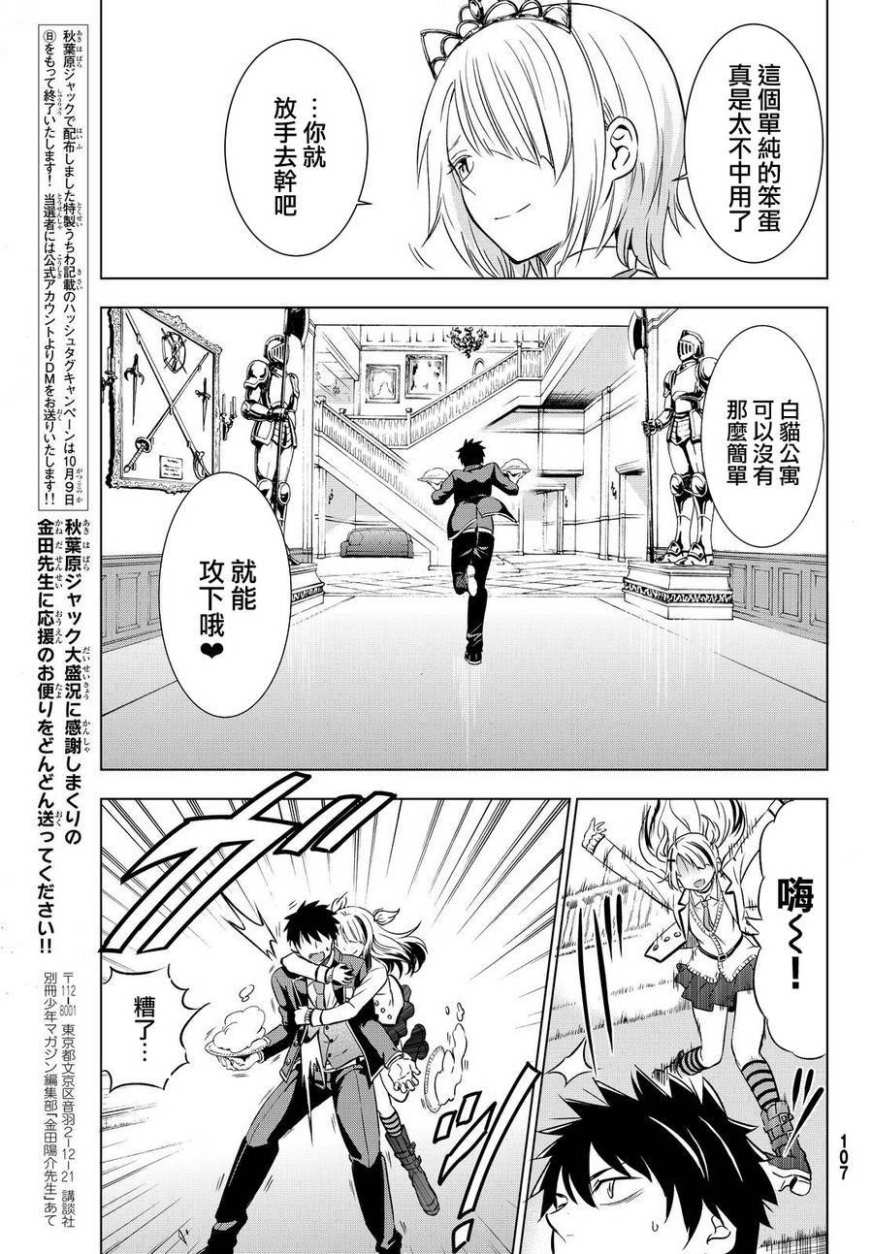 這個單純的笨蛋
真是太不中用了
…你就
放手去幹吧
白貓公寓
可以沒有
那麼簡單
就能
攻下哦♥
嗨～!
ガバッ
糟了…
107
秋葉原ジャックで配布しました特製うちわ記載のハッシュタグキャンペーンは10月9日
㊐をもって終了いたします! 当選者には公式アカウントよりDMをお送りいたします!!
秋葉原ジャック大盛況に感謝しまくりの
金田先生に応援のお便りをどんどん送ってください!!
〒112-8001 東京都文京区音羽2-12-21 講談社
別冊少年マガジン編集部「金田陽介先生」あて